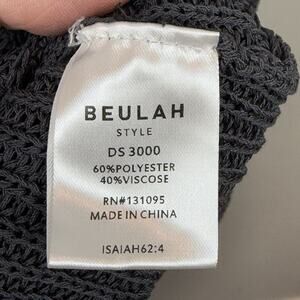 BEULAH
STYLE
DS 3000
60%POLYESTER
40%VISCOSE
RN#131095
MADE IN CHINA
ISAIAH62:4